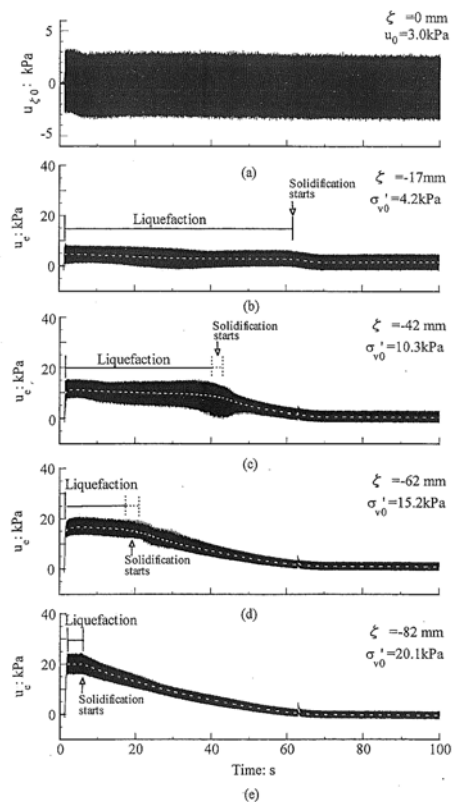 ζ =0 mm
u0=3.0kPa
uζ0: kPa
5
0
-5
(a)
ζ =-17mm
σv0'=4.2kPa
Solidification
starts
Liquefaction
ue: kPa
40
20
0
(b)
ζ =-42 mm
σv0'=10.3kPa
Solidification
starts
Liquefaction
ue: kPa
40
20
0
(c)
ζ =-62 mm
σv0'=15.2kPa
Liquefaction
Solidification
starts
ue: kPa
40
20
0
(d)
ζ =-82 mm
σv0'=20.1kPa
Liquefaction
Solidification
starts
ue: kPa
40
20
0
0 20 40 60 80 100
Time: s
(e)